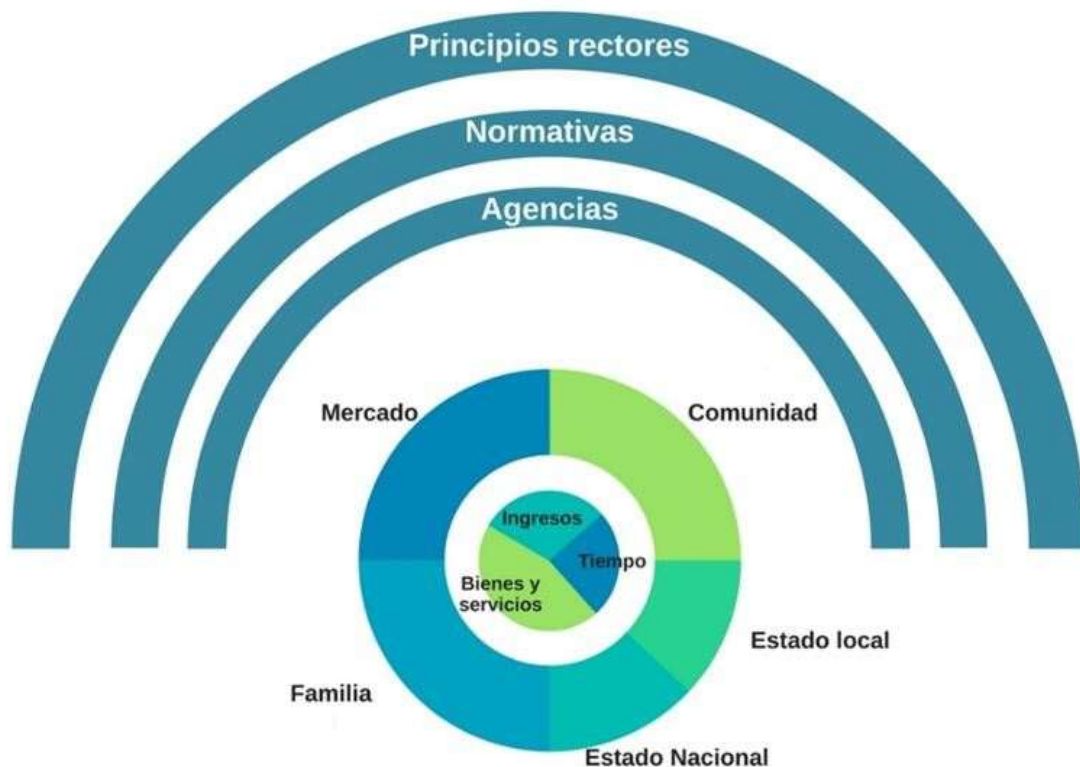 Principios rectores
Normativas
Agencias
Mercado
Comunidad
Ingresos
Tiempo
Bienes y
servicios
Estado local
Familia
Estado Nacional